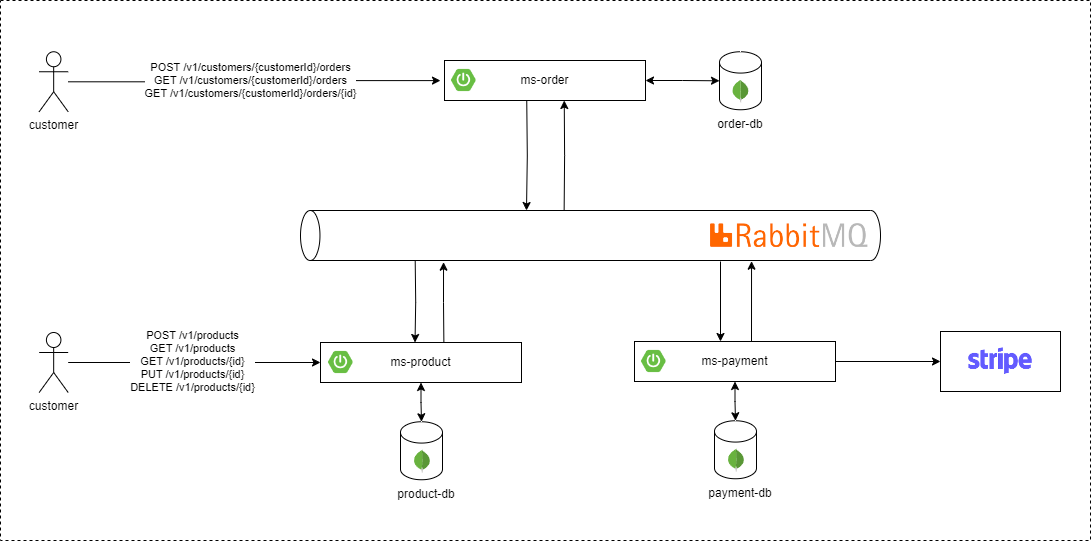 POST /v1/customers/{customerId}/orders
GET /v1/customers/{customerId}/orders
GET /v1/customers/{customerId}/orders/{id}
customer
ms-order
order-db
RabbitMQ
POST /v1/products
GET /v1/products
GET /v1/products/{id}
PUT /v1/products/{id}
DELETE /v1/products/{id}
customer
ms-product
product-db
ms-payment
payment-db
stripe